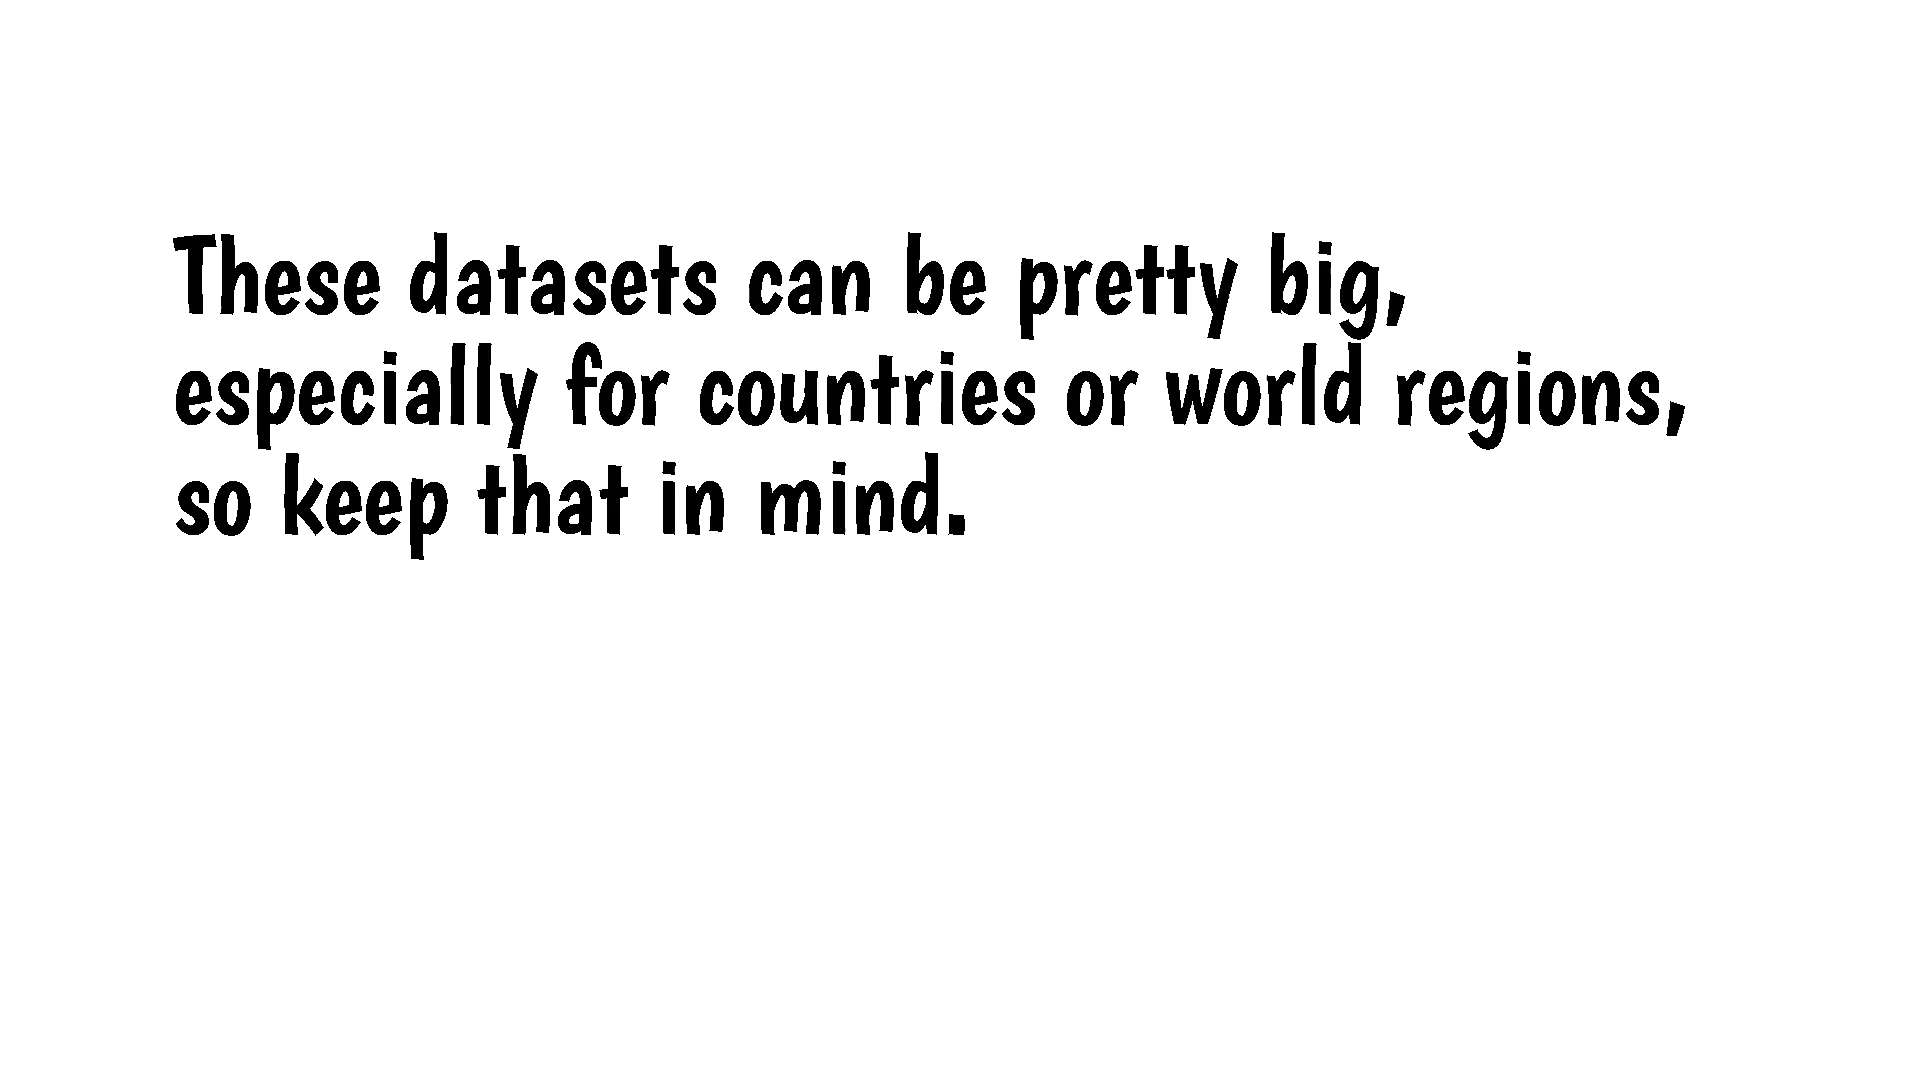 These datasets can be pretty big,
especially for countries or world regions,
so keep that in mind.